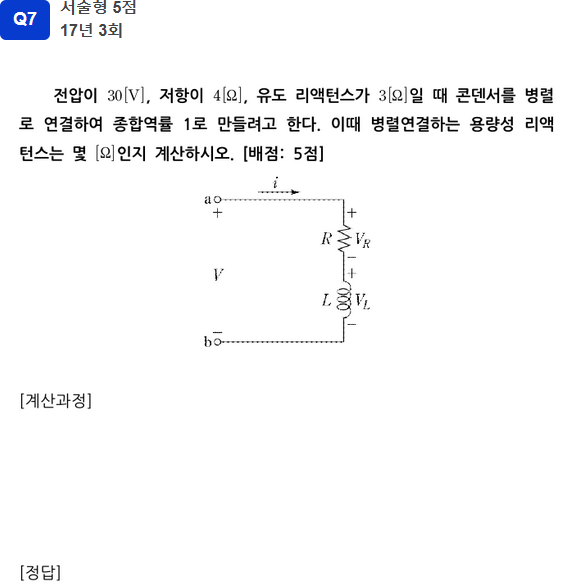 Q7
서술형 5점
17년 3회
전압이 30[V], 저항이 4[Ω], 유도 리액턴스가 3[Ω]일 때 콘덴서를 병렬
로 연결하여 종합역률 1로 만들려고 한다. 이때 병렬연결하는 용량성 리액
턴스는 몇 [Ω]인지 계산하시오. [배점: 5점]
i
a
+
+
R
V_R
−
V
+
L
V_L
−
−
b
[계산과정]
[정답]